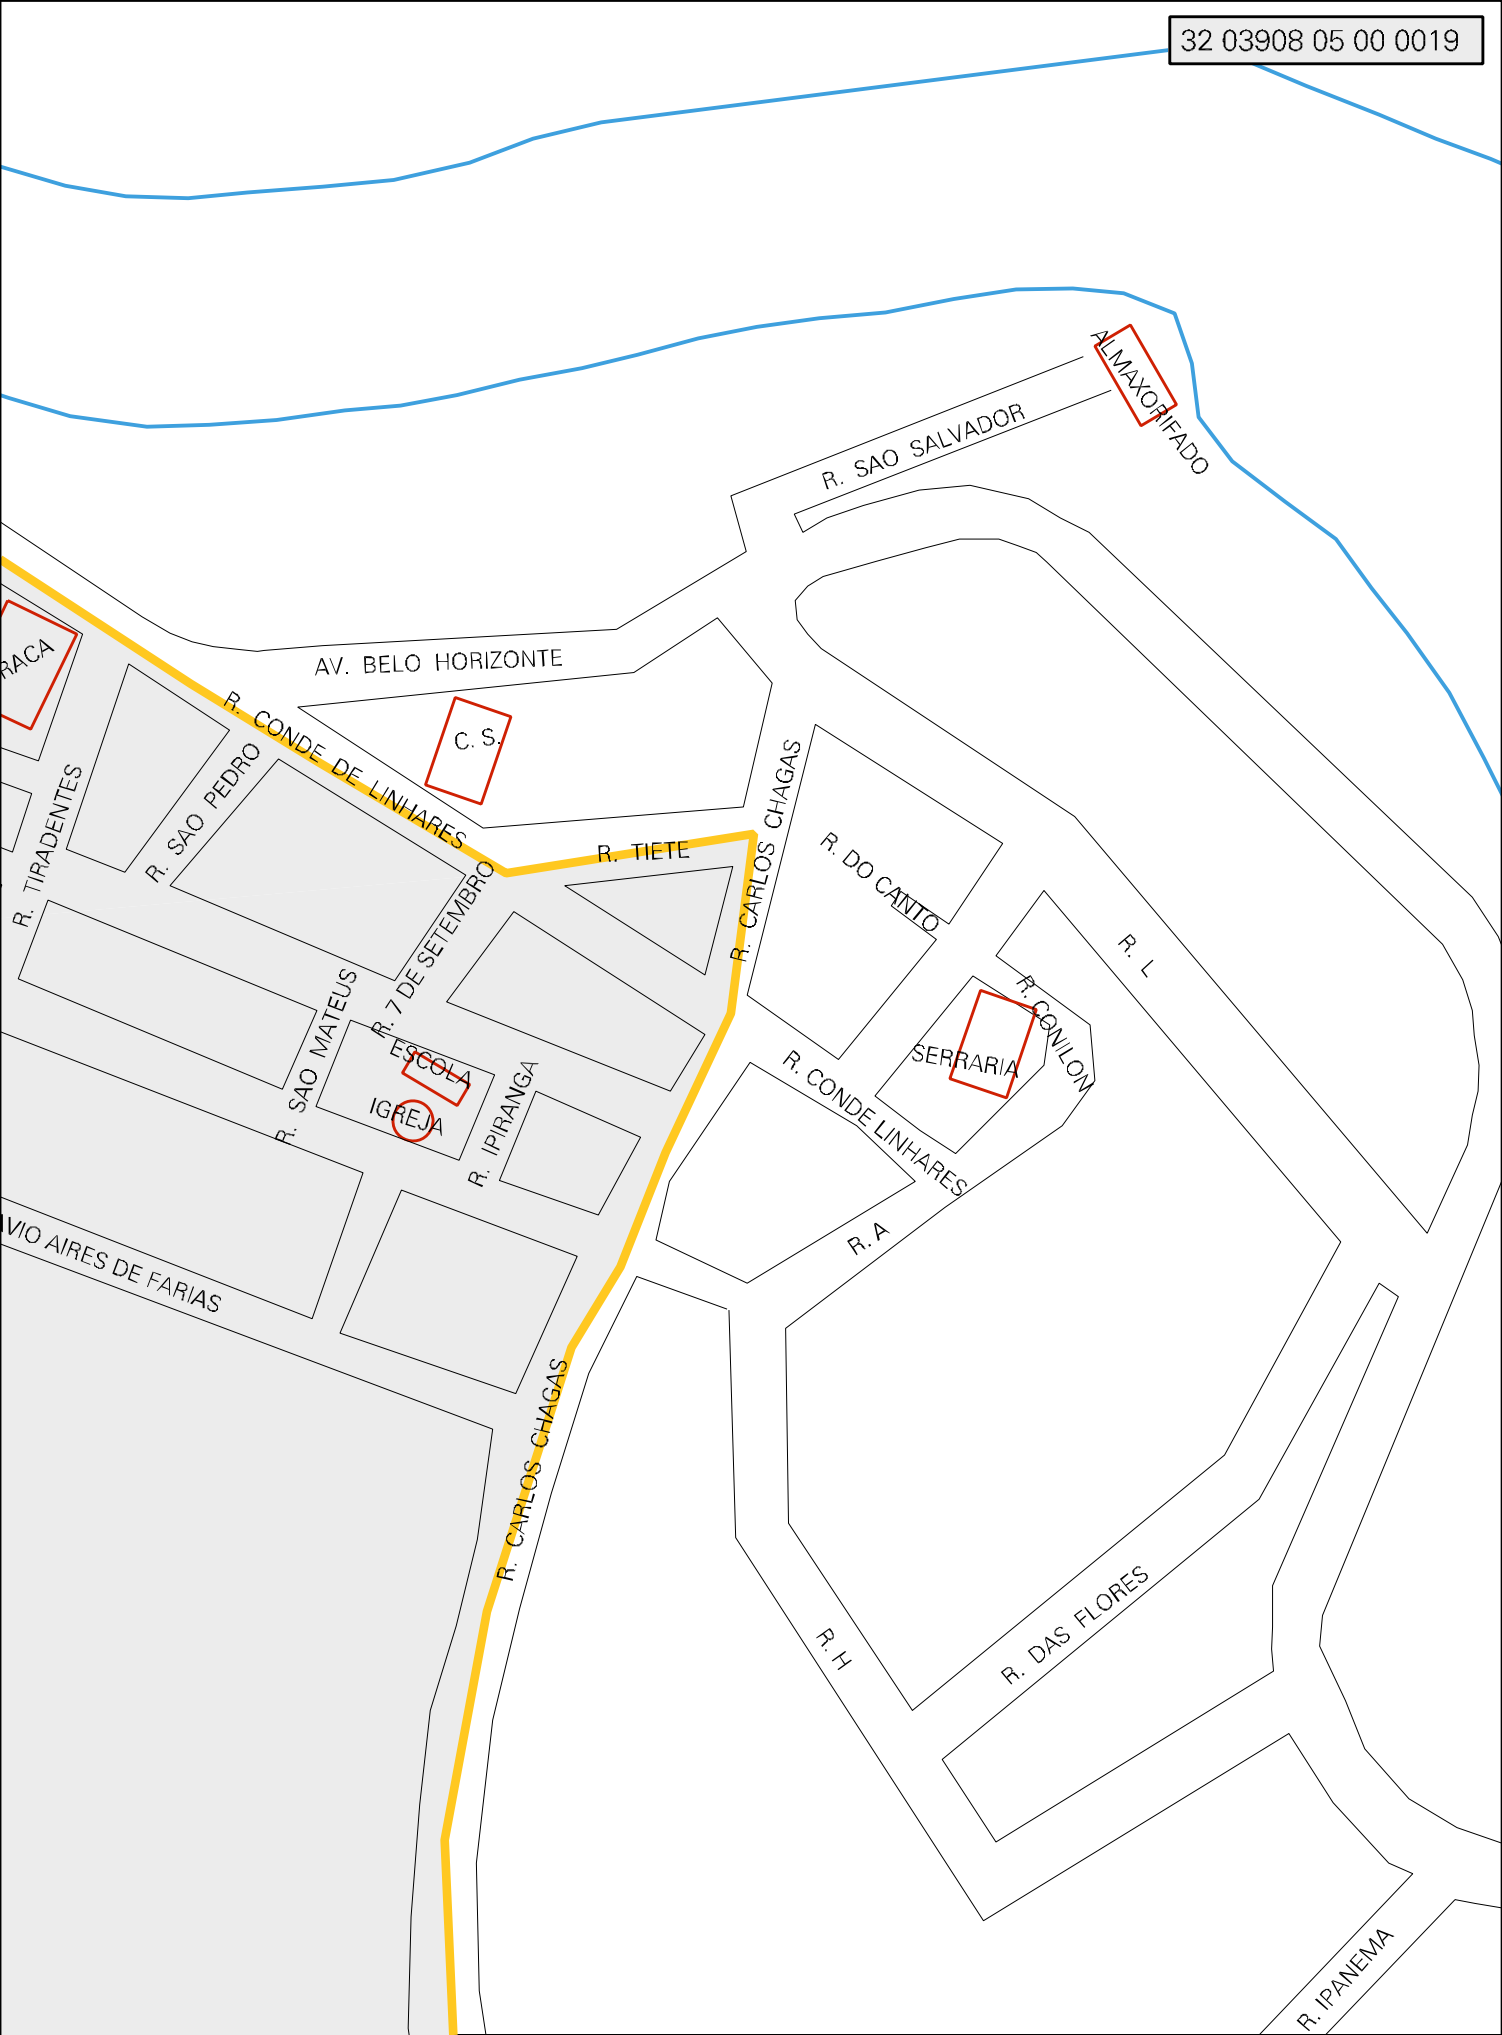 32 03908 05 00 0019
ALMAXORIFADO
R. SAO SALVADOR
AV. BELO HORIZONTE
RACA
R. CONDE DE LINHARES
C. S.
R. SAO PEDRO
R. TIRADENTES
R. TIETE
R. CARLOS CHAGAS
R. DO CANTO
R. 7 DE SETEMBRO
R. L
R. CONILON
SERRARIA
R. SAO MATEUS
ESCOLA
IGREJA
R. IPIRANGA
R. CONDE LINHARES
R. A
VIO AIRES DE FARIAS
R. CARLOS CHAGAS
R. H
R. DAS FLORES
R. IPANEMA